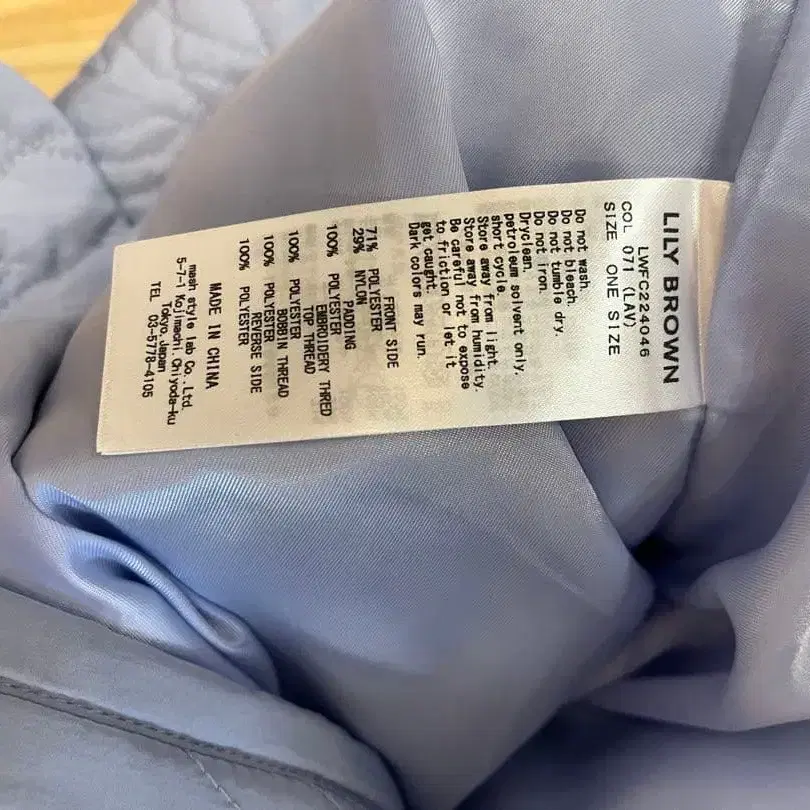 LILY BROWN
LWFC224046
COL 071 (LAV)
SIZE ONE SIZE
Do not wash.
Do not bleach.
Do not tumble dry.
Do not iron.
Dryclean,
petroleum solvent only.
short cycle
Store away from light.
Store away from humidity.
Be careful not to expose
to friction or let it
get caught.
Dark colors may run.
FRONT SIDE
71% POLYESTER
29% NYLON
PADDING
100% POLYESTER
EMBROIDERY THRED
TOP THREAD
100% POLYESTER
BOBBIN THREAD
100% POLYESTER
REVERSE SIDE
100% POLYESTER
MADE IN CHINA
mash style lab Co.,Ltd.
5-7-1 Kojimachi,Chiyoda-ku
Tokyo,Japan
TEL 03-5778-4105